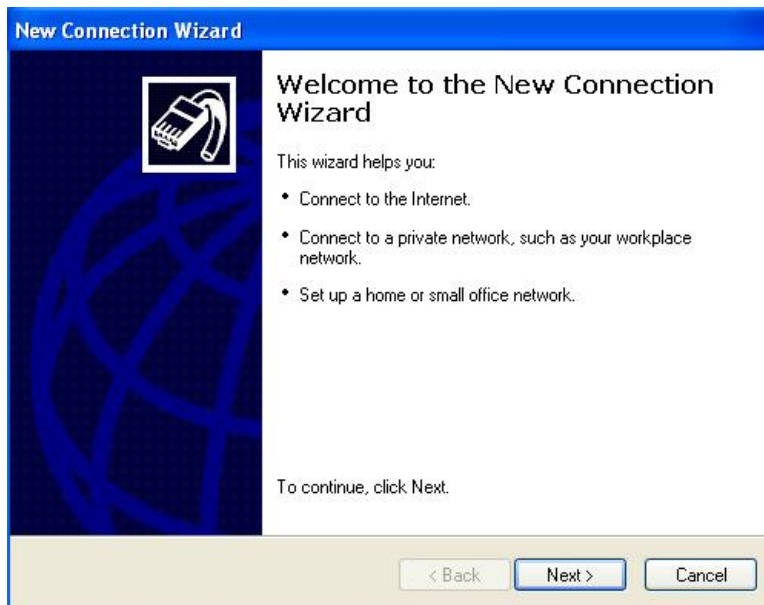 New Connection Wizard
Welcome to the New Connection
Wizard
This wizard helps you:
• Connect to the Internet.
• Connect to a private network, such as your workplace
network.
• Set up a home or small office network.
To continue, click Next.
< Back Next > Cancel